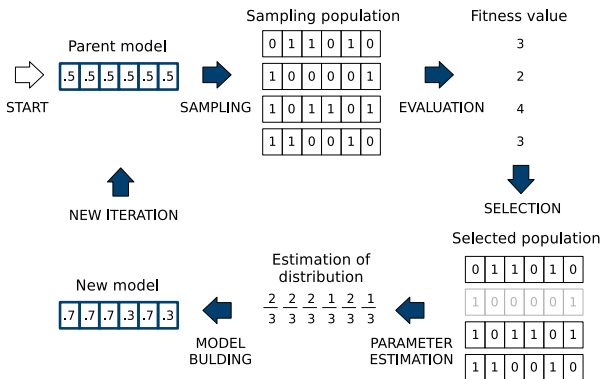 Sampling population
Fitness value
Parent model
0 1 1 0 1 0
3
.5 .5 .5 .5 .5 .5
1 0 0 0 0 1
2
START
SAMPLING
1 0 1 1 0 1
EVALUATION
4
1 1 0 0 1 0
3
NEW ITERATION
SELECTION
Selected population
Estimation of
distribution
0 1 1 0 1 0
New model
1 0 0 0 0 1
.7 .7 .7 .3 .7 .3
2/3 2/3 2/3 1/3 2/3 1/3
1 0 1 1 0 1
MODEL
BULDING
PARAMETER
ESTIMATION
1 1 0 0 1 0